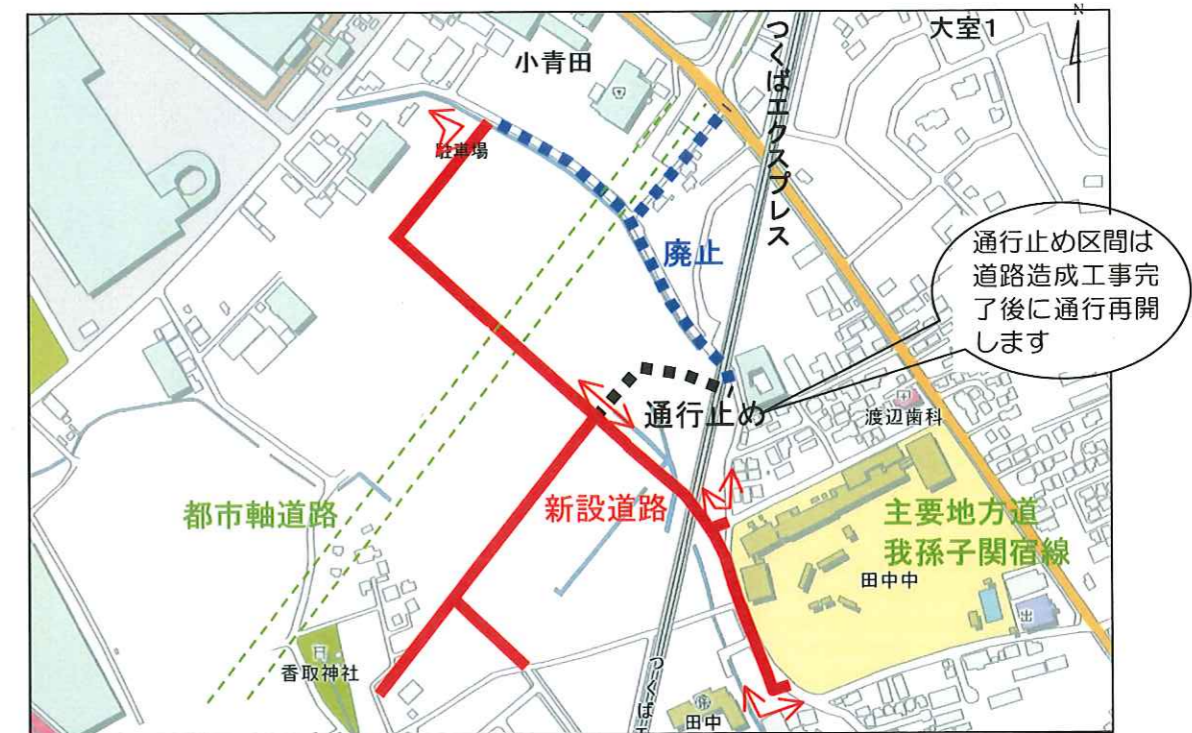 大室1
N
小青田
つくばエクスプレス
駐車場
廃止
通行止め区間は
道路造成工事完
了後に通行再開
します
通行止め
渡辺歯科
都市軸道路
新設道路
主要地方道
我孫子関宿線
田中中
出
香取神社
つくばエ
田中